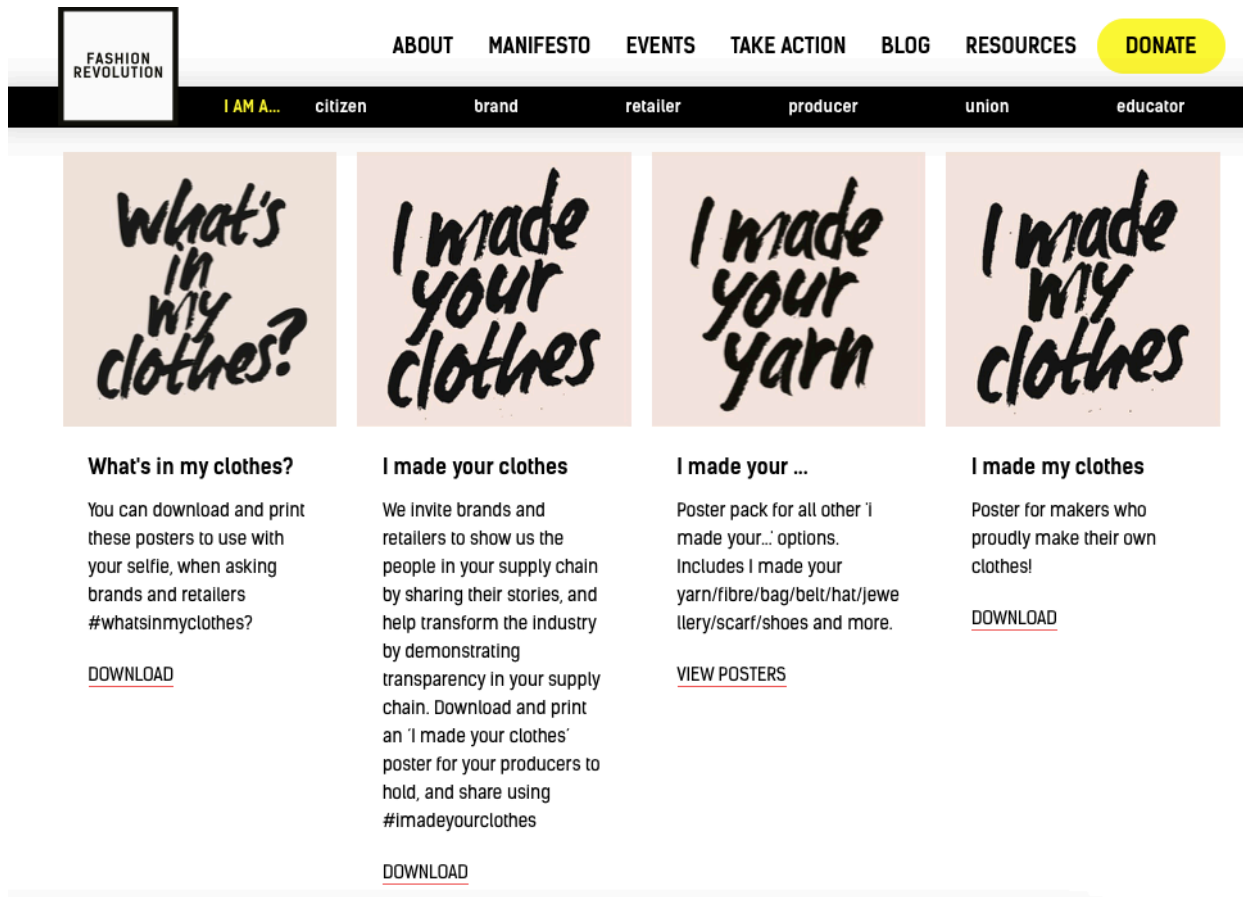 FASHION
REVOLUTION
ABOUT MANIFESTO EVENTS TAKE ACTION BLOG RESOURCES DONATE
I AM A... citizen brand retailer producer union educator
what's
in
my
clothes?
I made
your
clothes
I made
your
yarn
I made
my
clothes
What's in my clothes?
You can download and print
these posters to use with
your selfie, when asking
brands and retailers
#whatsinmyclothes?
DOWNLOAD
I made your clothes
We invite brands and
retailers to show us the
people in your supply chain
by sharing their stories, and
help transform the industry
by demonstrating
transparency in your supply
chain. Download and print
an 'I made your clothes'
poster for your producers to
hold, and share using
#imadeyourclothes
DOWNLOAD
I made your ...
Poster pack for all other 'i
made your...' options.
Includes I made your
yarn/fibre/bag/belt/hat/jewe
llery/scarf/shoes and more.
VIEW POSTERS
I made my clothes
Poster for makers who
proudly make their own
clothes!
DOWNLOAD